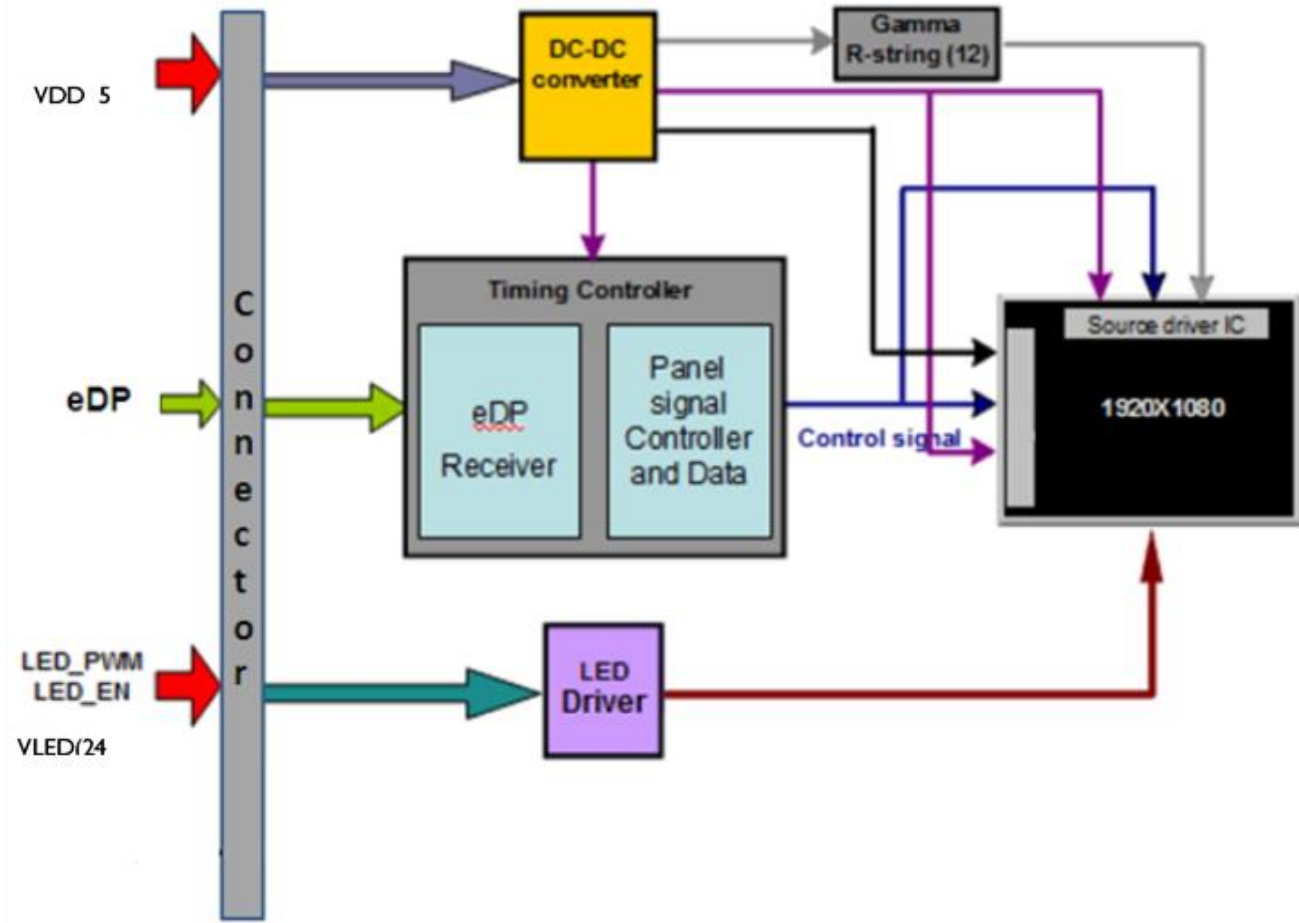 VDD 5
DC-DC
converter
Gamma
R-string (12)
Connector
Timing Controller
eDP
eDP
Receiver
Panel
signal
Controller
and Data
Control signal
Source driver IC
1920X1080
LED_PWM
LED_EN
VLED(24
LED
Driver